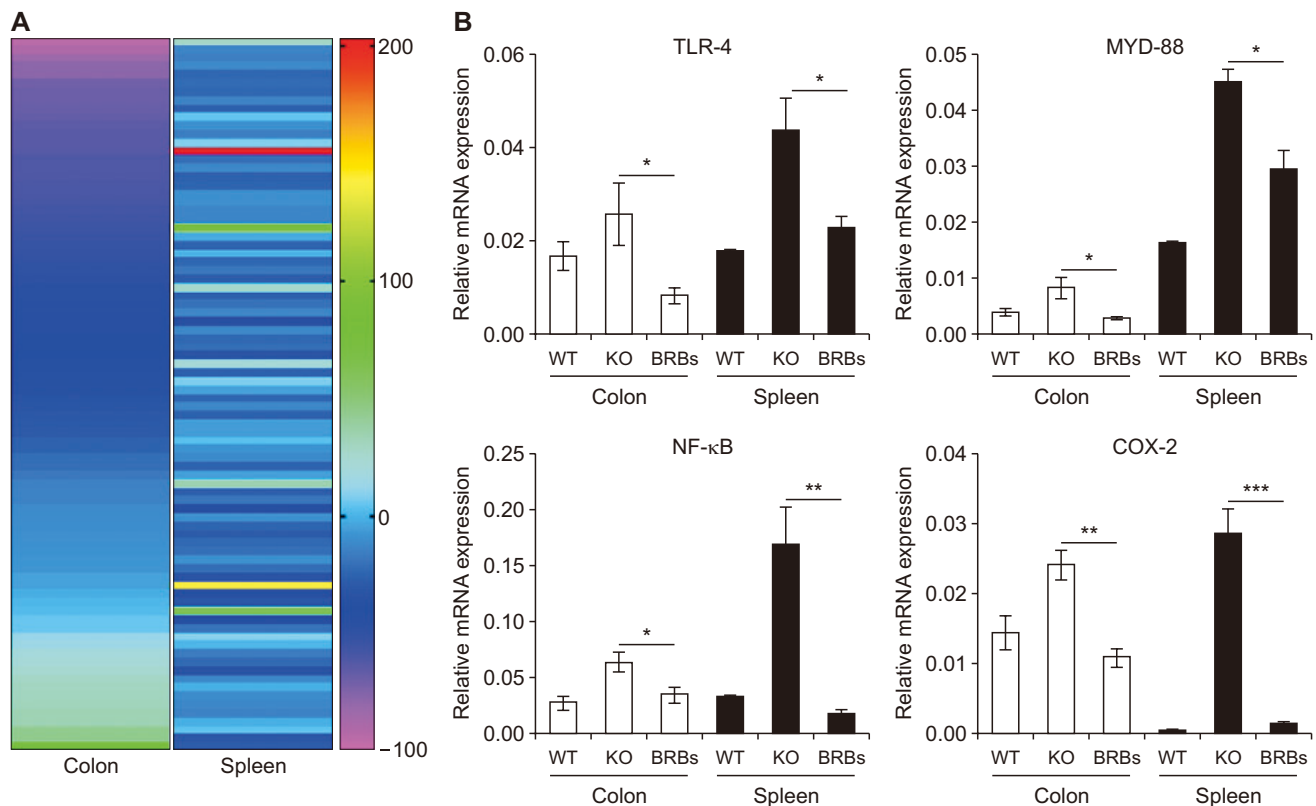 A
200
100
0
−100
Colon Spleen
B
TLR-4
Relative mRNA expression
0.06
0.04
0.02
0.00
*
*
WT KO BRBs WT KO BRBs
Colon Spleen
MYD-88
Relative mRNA expression
0.05
0.04
0.03
0.02
0.01
0.00
*
*
WT KO BRBs WT KO BRBs
Colon Spleen
NF-κB
Relative mRNA expression
0.25
0.20
0.15
0.10
0.05
0.00
*
**
WT KO BRBs WT KO BRBs
Colon Spleen
COX-2
Relative mRNA expression
0.04
0.03
0.02
0.01
0.00
**
***
WT KO BRBs WT KO BRBs
Colon Spleen